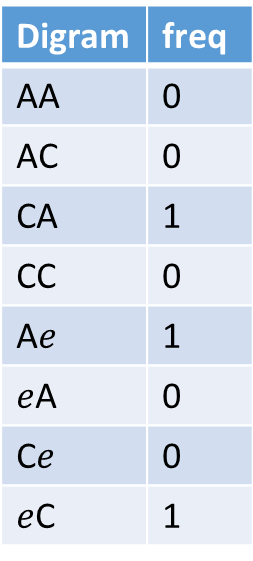 Digram freq
AA 0
AC 0
CA 1
CC 0
Ae 1
eA 0
Ce 0
eC 1